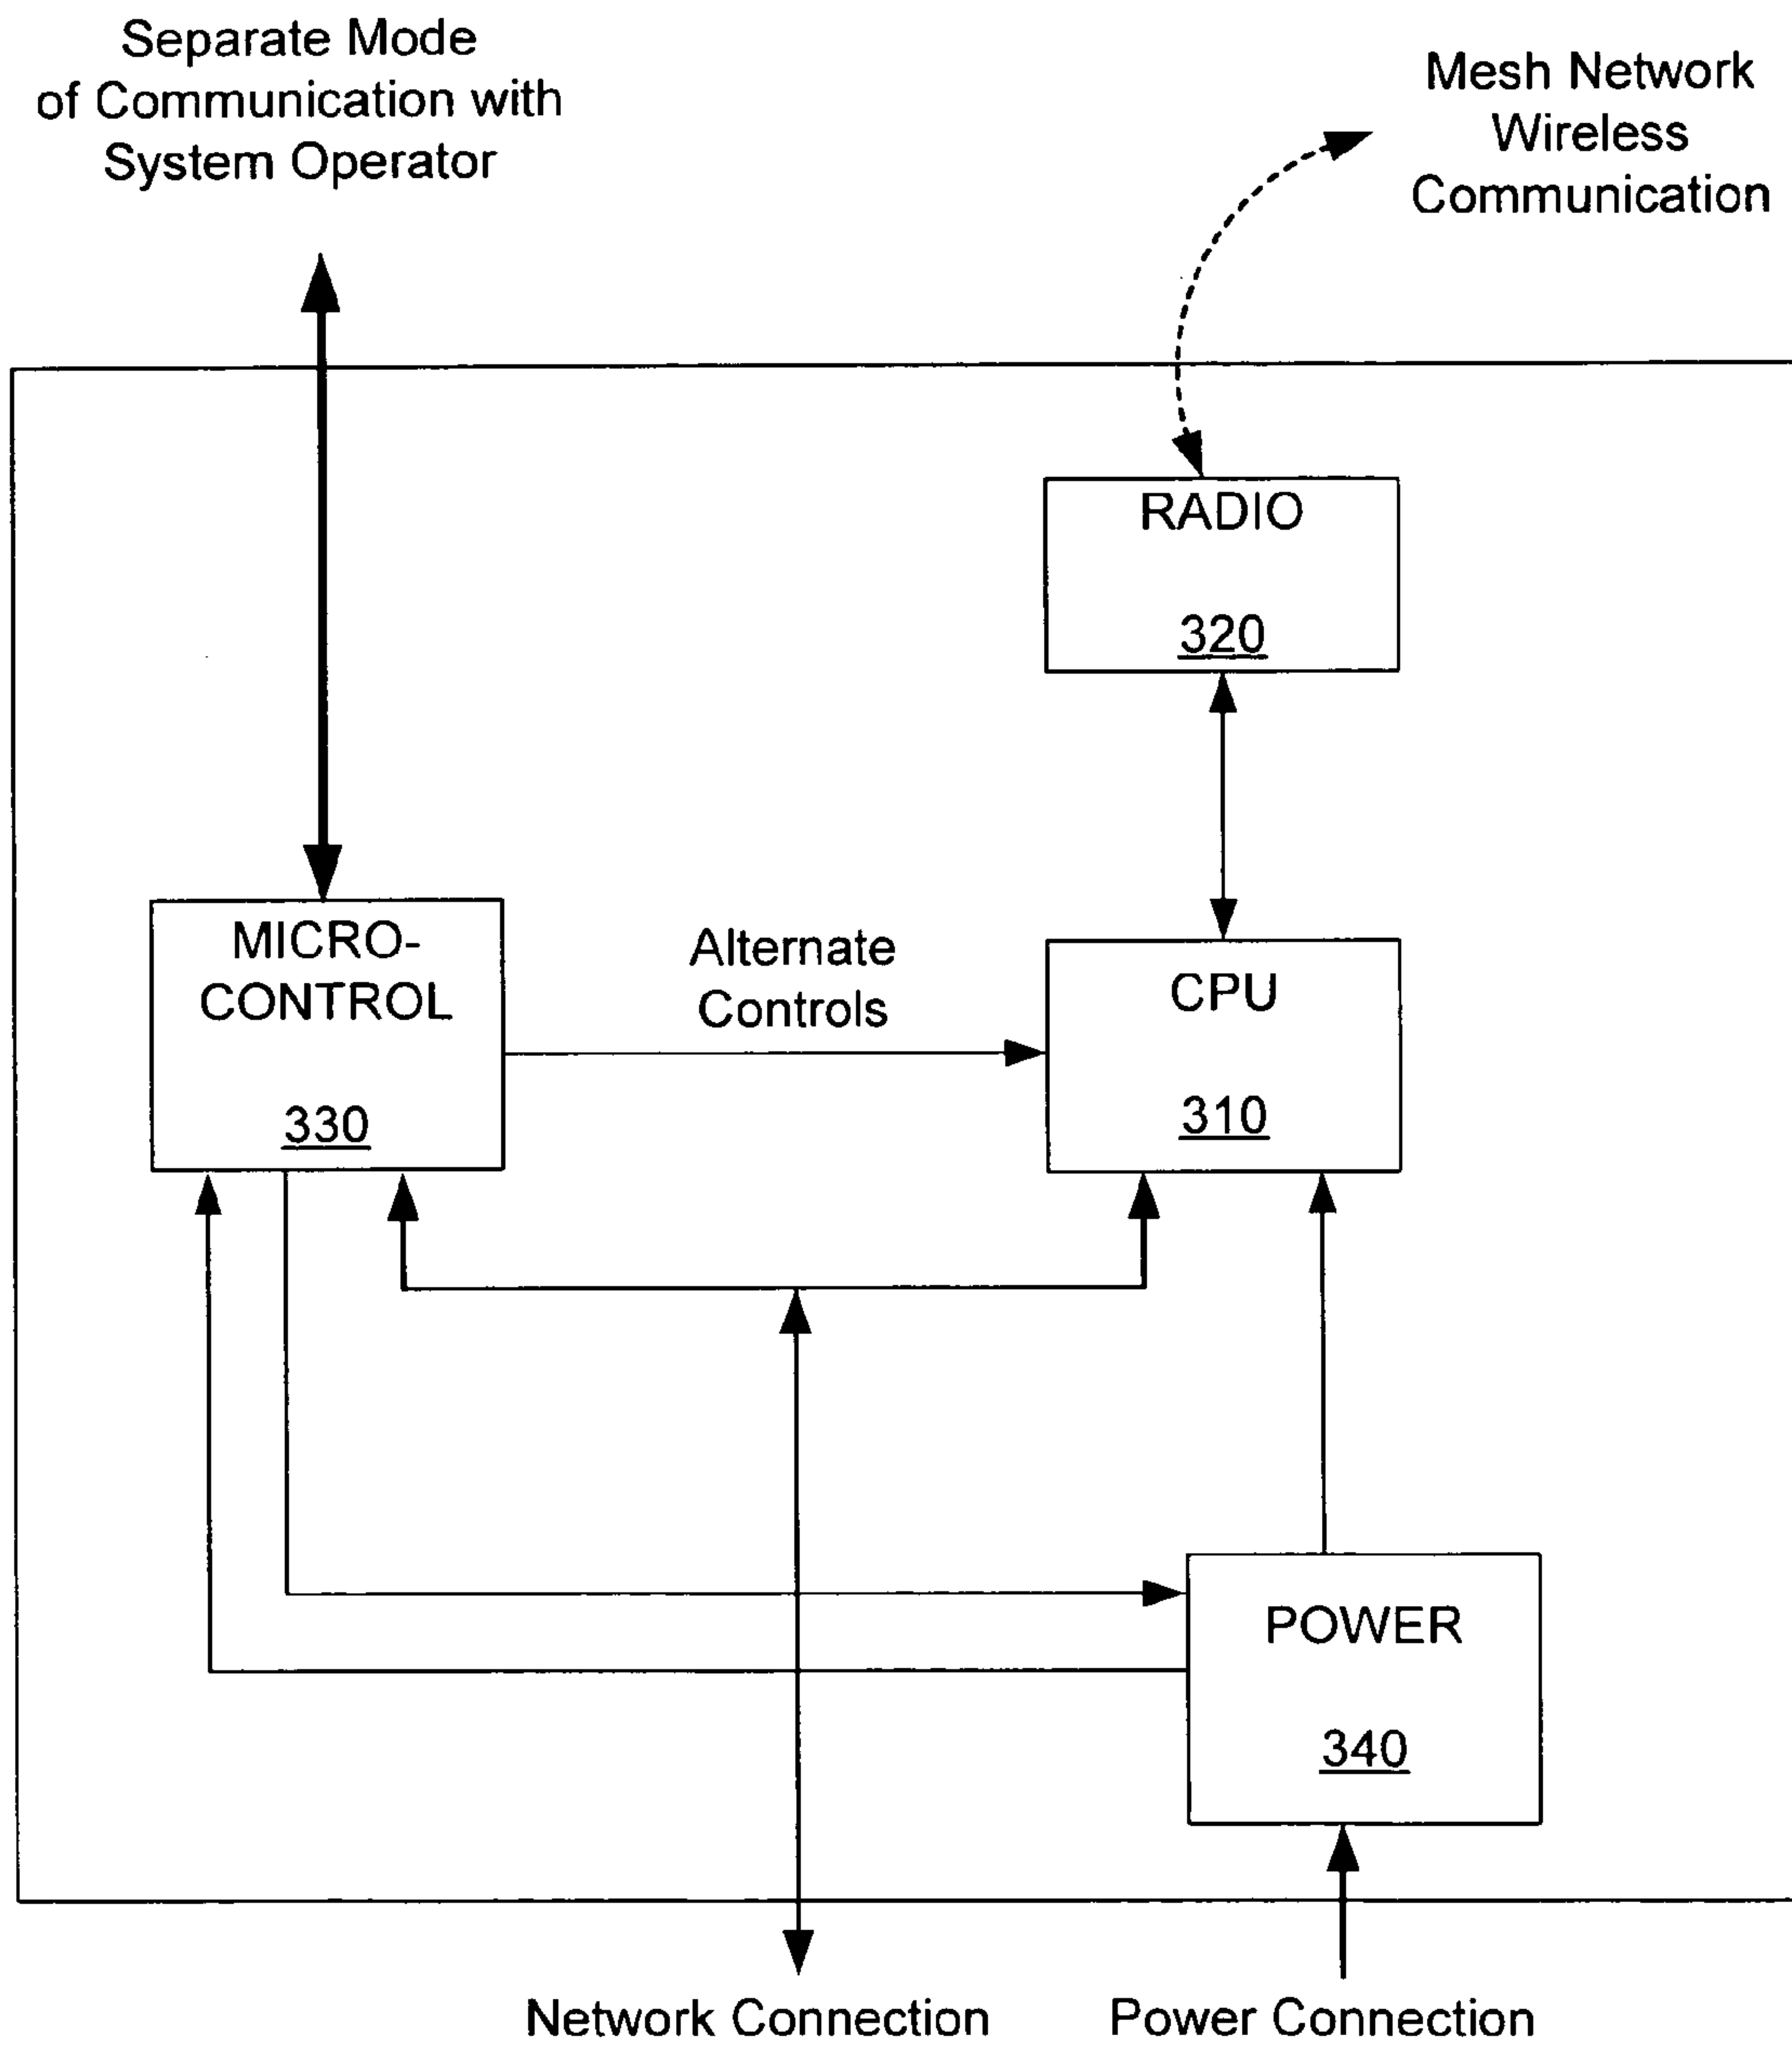 Separate Mode
of Communication with
System Operator
Mesh Network
Wireless
Communication
RADIO
320
MICRO-
CONTROL
330
Alternate
Controls
CPU
310
POWER
340
Network Connection
Power Connection